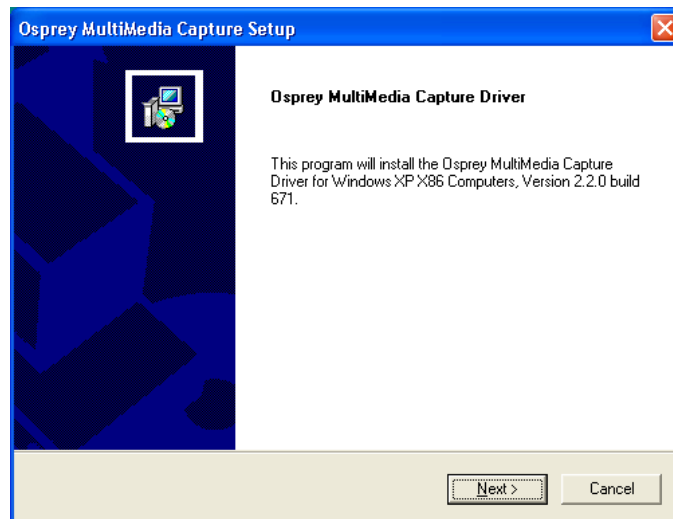 Osprey MultiMedia Capture Setup
Osprey MultiMedia Capture Driver
This program will install the Osprey MultiMedia Capture
Driver for Windows XP X86 Computers, Version 2.2.0 build
671.
Next >
Cancel